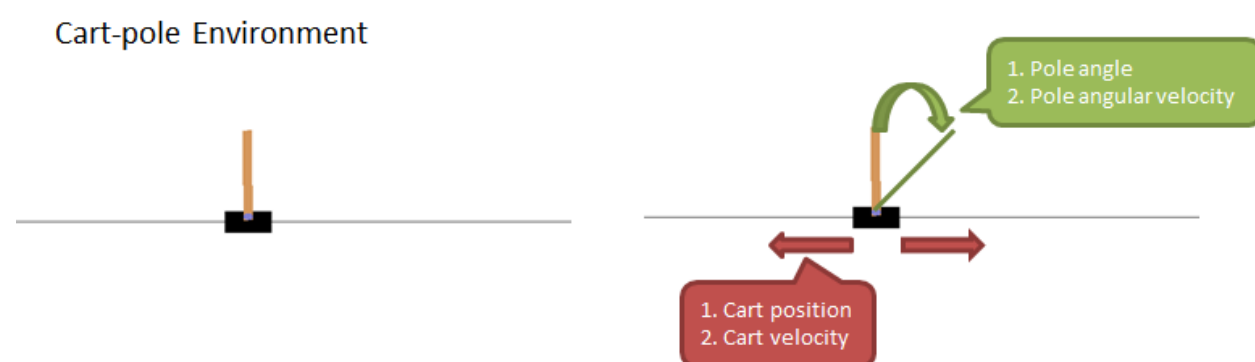 Cart-pole Environment
1. Pole angle
2. Pole angular velocity
1. Cart position
2. Cart velocity